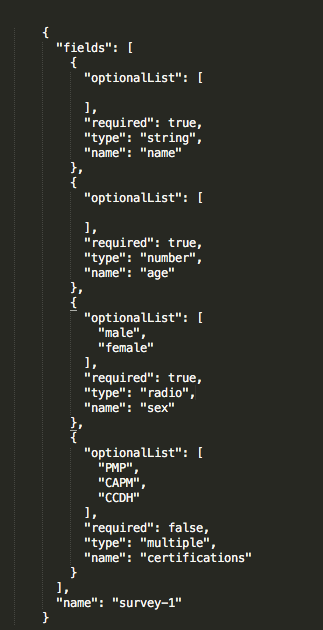 {
"fields": [
{
"optionalList": [
],
"required": true,
"type": "string",
"name": "name"
},
{
"optionalList": [
],
"required": true,
"type": "number",
"name": "age"
},
{
"optionalList": [
"male",
"female"
],
"required": true,
"type": "radio",
"name": "sex"
},
{
"optionalList": [
"PMP",
"CAPM",
"CCDH"
],
"required": false,
"type": "multiple",
"name": "certifications"
}
],
"name": "survey-1"
}